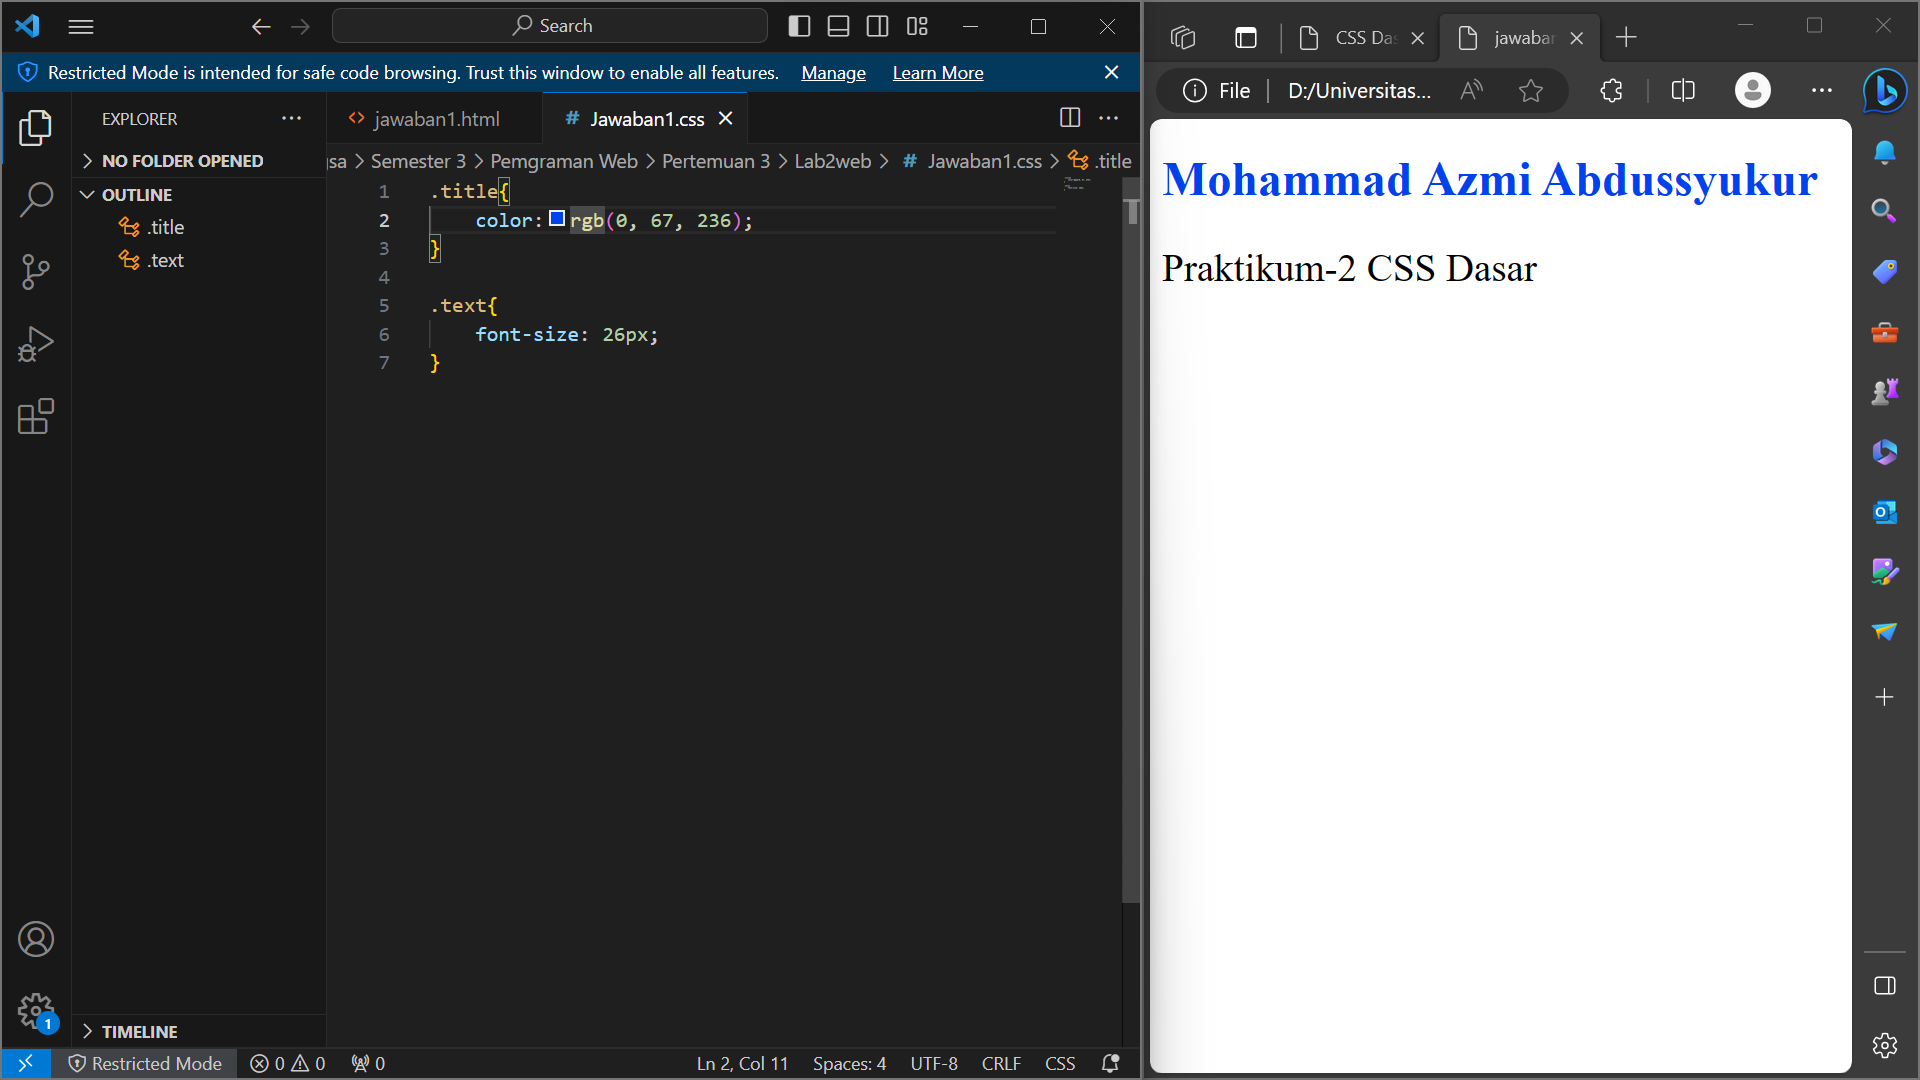 Search
Restricted Mode is intended for safe code browsing. Trust this window to enable all features. Manage Learn More
EXPLORER
NO FOLDER OPENED
OUTLINE
.title
.text
TIMELINE
jawaban1.html
# Jawaban1.css
gsa > Semester 3 > Pemgraman Web > Pertemuan 3 > Lab2web > # Jawaban1.css > .title
1 .title{
2 color: rgb(0, 67, 236);
3 }
4
5 .text{
6 font-size: 26px;
7 }
1
Restricted Mode 0 0 0 Ln 2, Col 11 Spaces: 4 UTF-8 CRLF CSS
CSS Das
jawabar
File D:/Universitas...
Mohammad Azmi Abdussyukur
Praktikum-2 CSS Dasar